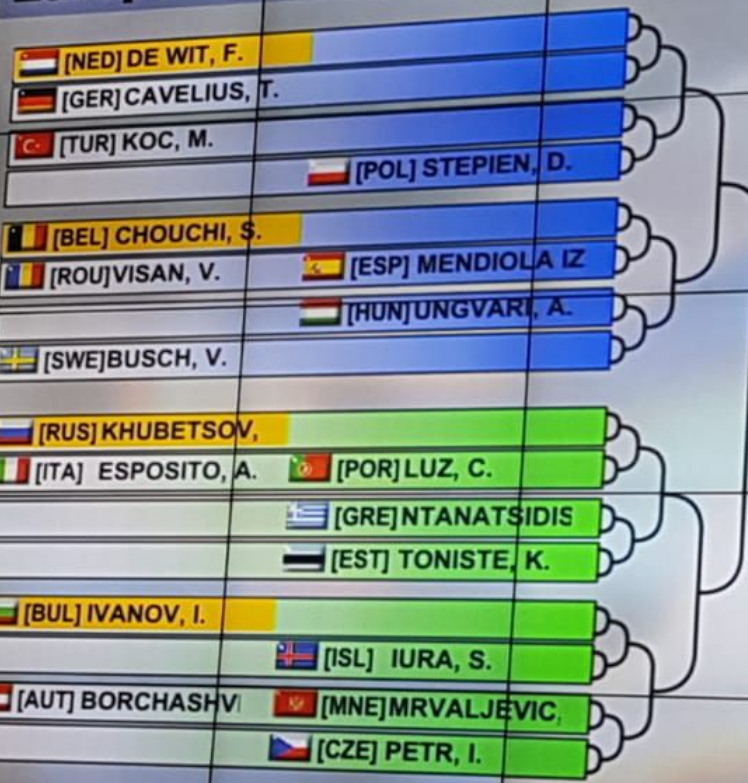 [NED] DE WIT, F.
[GER] CAVELIUS, T.
[TUR] KOC, M.
[POL] STEPIEN, D.
[BEL] CHOUCHI, S.
[ROU] VISAN, V. [ESP] MENDIOLA IZ
[HUN] UNGVARI, A.
[SWE] BUSCH, V.
[RUS] KHUBETSOV,
[ITA] ESPOSITO, A. [POR] LUZ, C.
[GRE] NTANATSIDIS
[EST] TONISTE, K.
[BUL] IVANOV, I.
[ISL] IURA, S.
[AUT] BORCHASHVI [MNE] MRVALJEVIC,
[CZE] PETR, I.